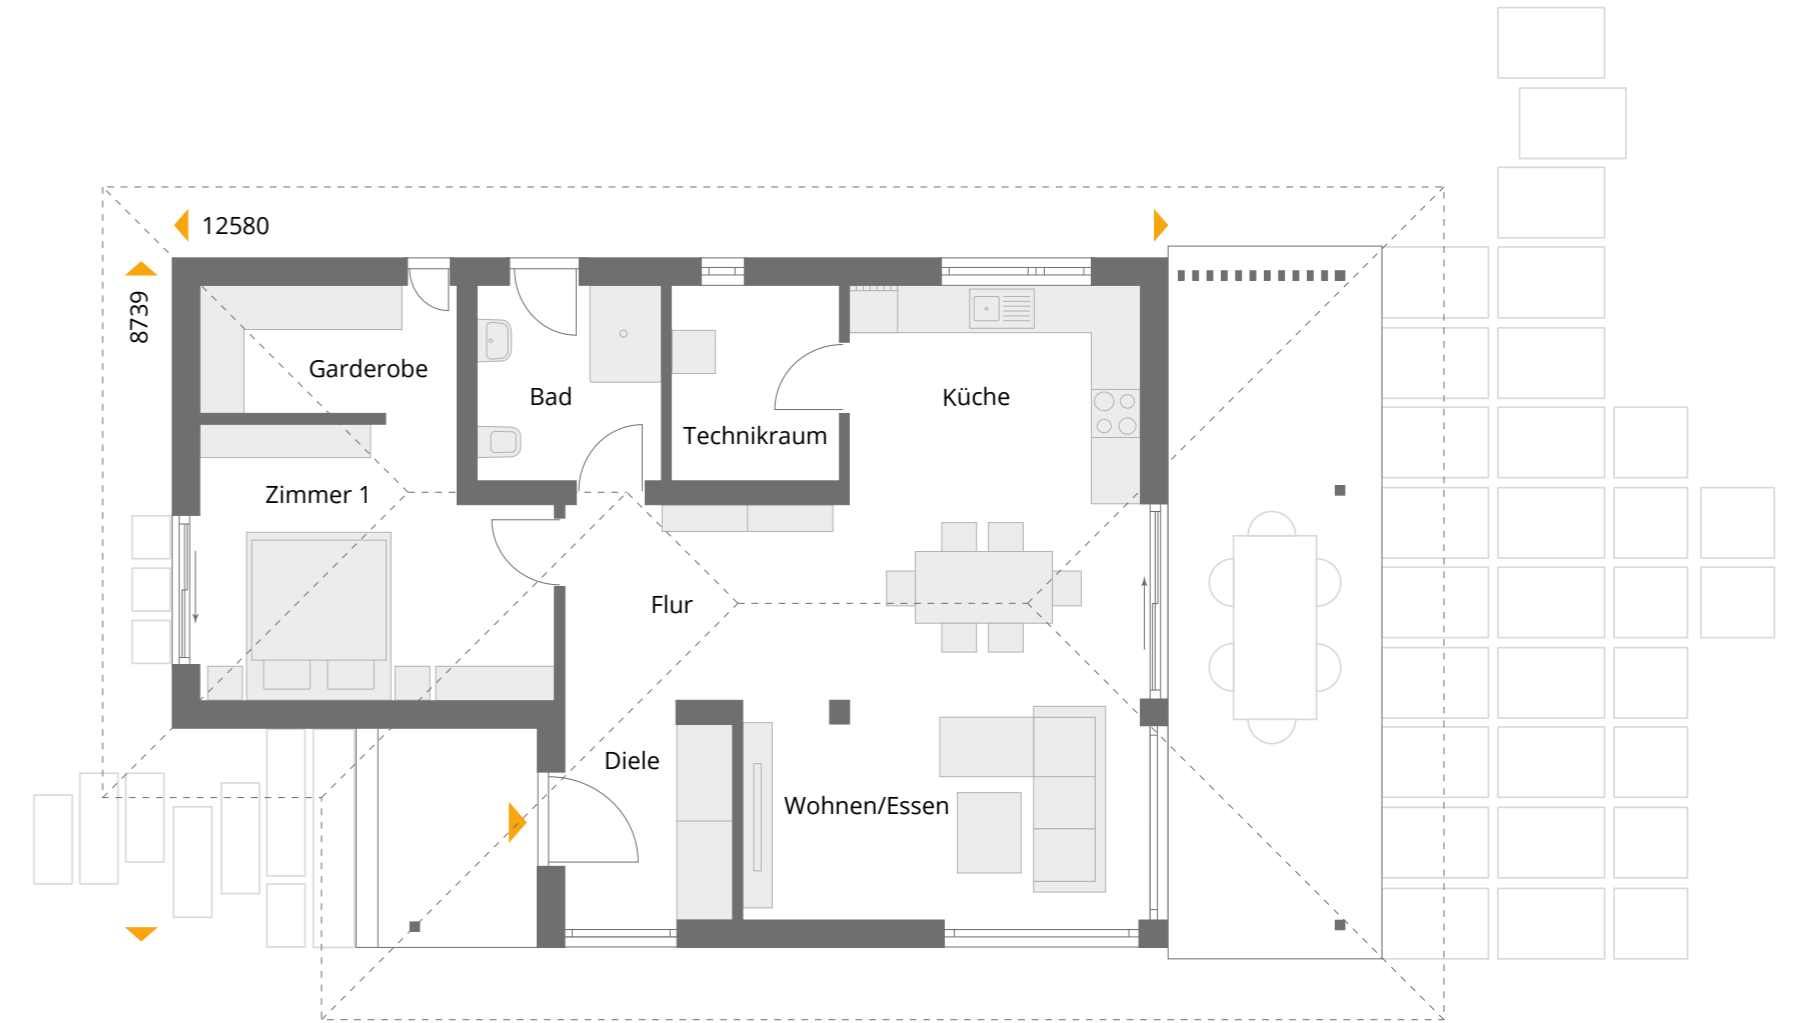 12580
8739
Garderobe
Bad
Küche
Technikraum
Zimmer 1
Flur
Diele
Wohnen/Essen